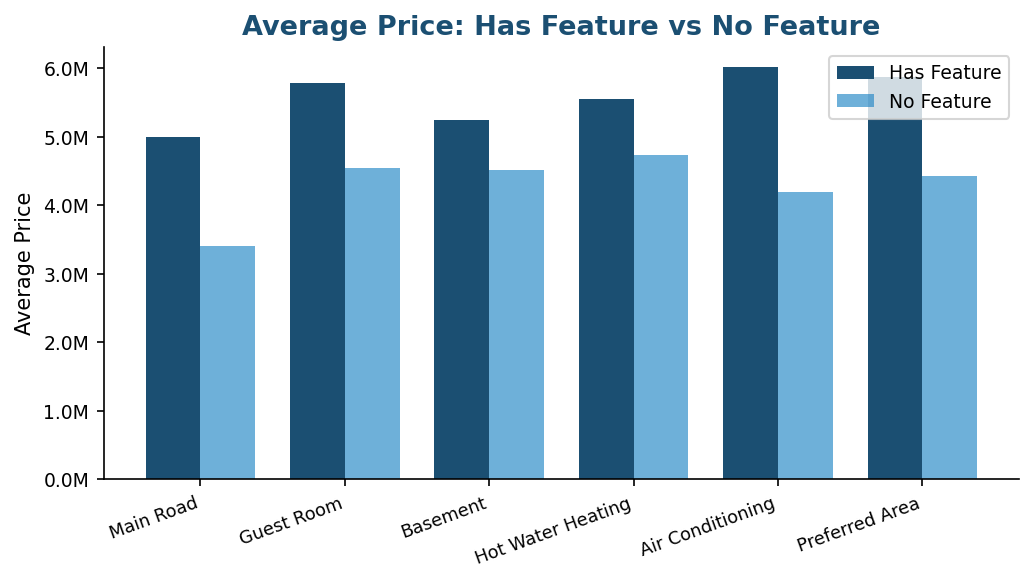 Average Price: Has Feature vs No Feature
Has Feature
No Feature
Average Price
6.0M
5.0M
4.0M
3.0M
2.0M
1.0M
0.0M
Main Road
Guest Room
Basement
Hot Water Heating
Air Conditioning
Preferred Area